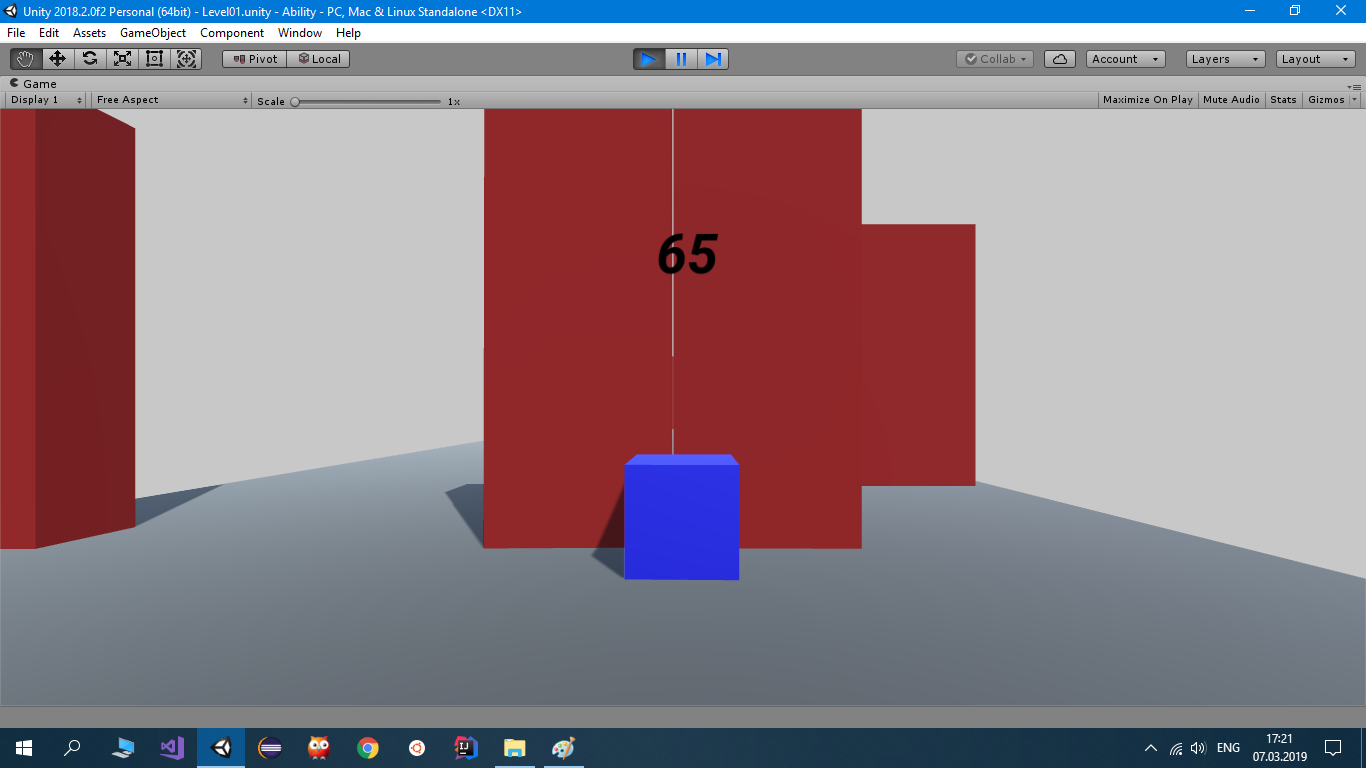 Unity 2018.2.0f2 Personal (64bit) - Level01.unity - Ability - PC, Mac & Linux Standalone <DX11>
File Edit Assets GameObject Component Window Help
Pivot Local Collab Account Layers Layout
Game
Display 1 Free Aspect Scale 1x Maximize On Play Mute Audio Stats Gizmos
65
IJ
ENG 17:21
07.03.2019